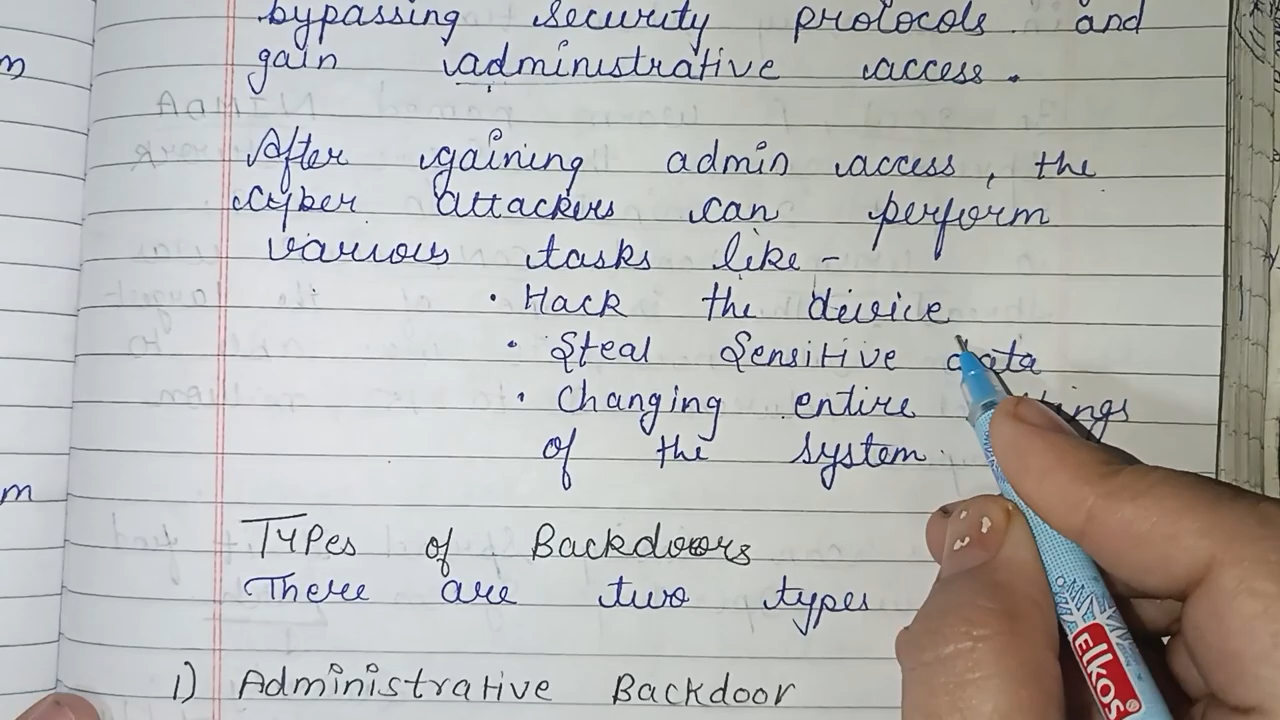 bypassing security protocols and
gain administrative access.
After gaining admin access, the
Cyber attackers can perform
various tasks like -
• Hack the device
• Steal Sensitive data
• Changing entire
of the system.
Types of Backdoors
There are two types
1) Administrative Backdoor
m
m
Elkos